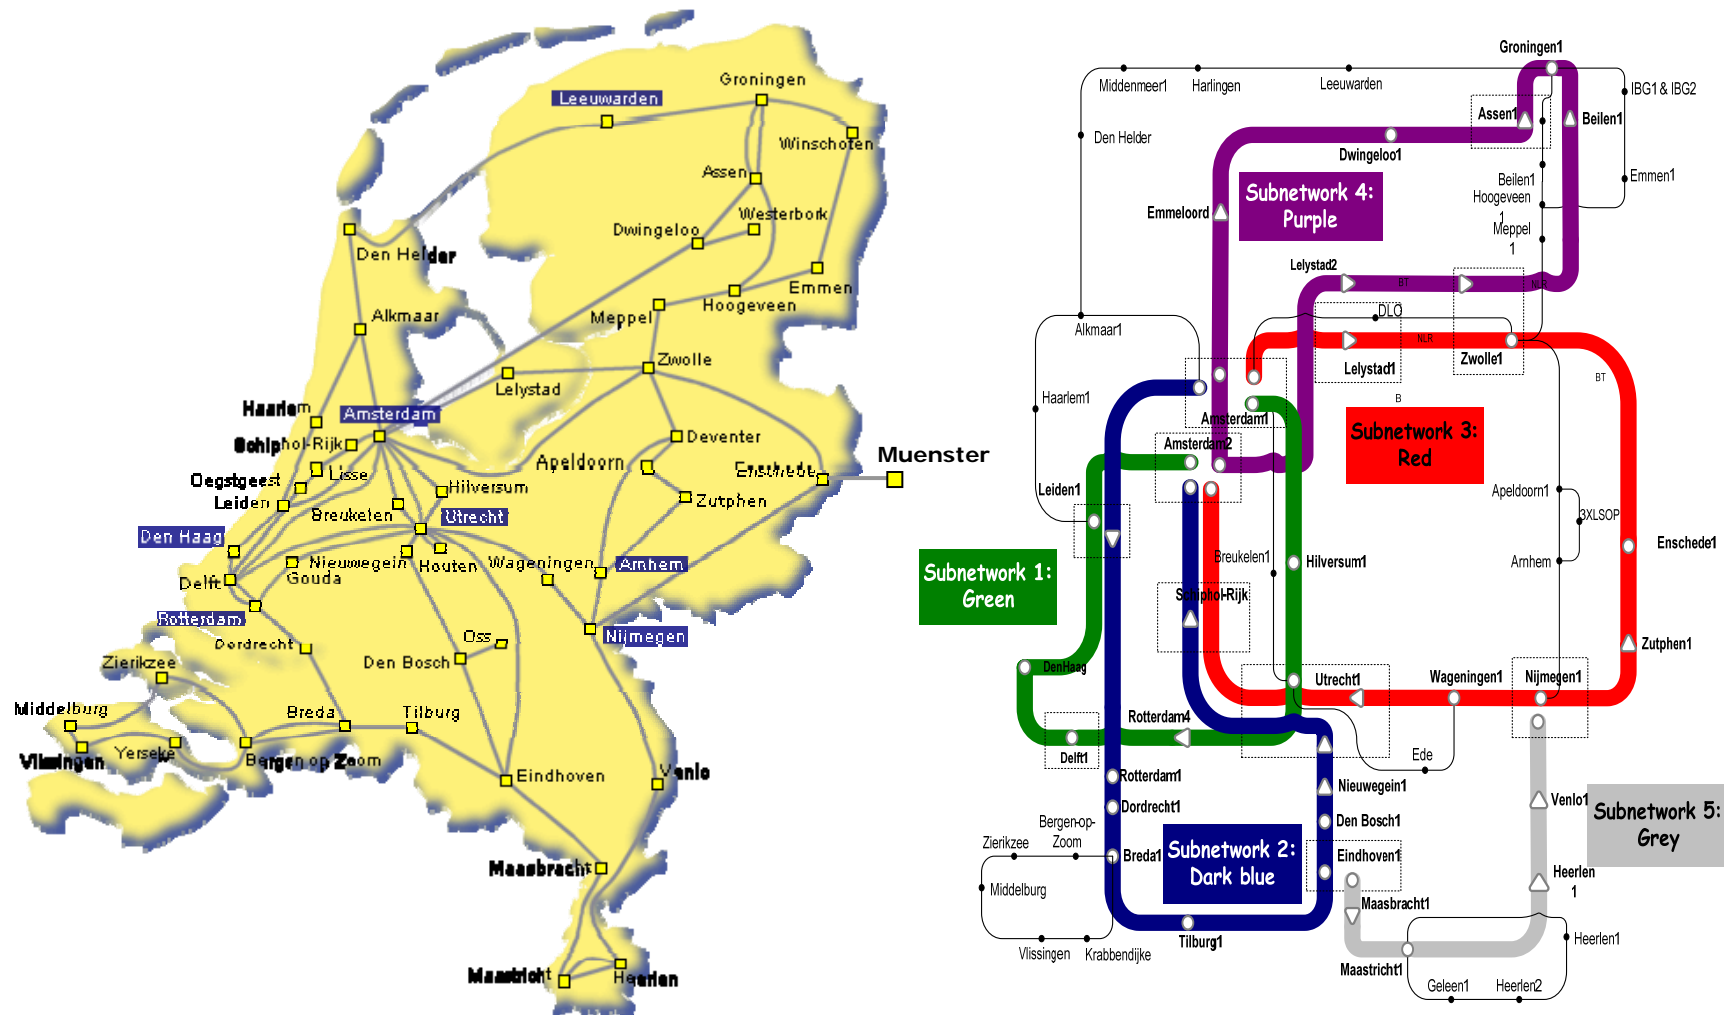 Groningen
Leeuwarden
Winschoten
Assen
Westerbork
Dwingeloo
Den Helder
Emmen
Hoogeveen
Alkmaar
Meppel
Zwolle
Lelystad
Haarlem
Amsterdam
Schiphol-Rijk
Deventer
Muenster
Apeldoorn
Enschede
Lisse
Oegstgeest
Hilversum
Zutphen
Leiden
Breukelen
Utrecht
Den Haag
Nieuwegein
Houten
Wageningen
Arnhem
Gouda
Delft
Rotterdam
Oss
Nijmegen
Dordrecht
Den Bosch
Zierikzee
Middelburg
Breda
Tilburg
Vlissingen
Yerseke
Bergen op Zoom
Eindhoven
Venlo
Maasbracht
Maastricht
Heerlen
Groningen1
Middenmeer1
Harlingen
Leeuwarden
IBG1 & IBG2
Assen1
Beilen1
Den Helder
Dwingeloo1
Beilen1
Emmen1
Hoogeveen
1
Subnetwork 4:
Purple
Emmeloord
Meppel
1
Lelystad2
BT
NLR
DLO
Alkmaar1
NLR
Lelystad1
Zwolle1
BT
B
Haarlem1
Amsterdam1
Subnetwork 3:
Red
Amsterdam2
Leiden1
Apeldoorn1
3XLSOP
Breukelen1
Hilversum1
Arnhem
Enschede1
Subnetwork 1:
Green
Schiphol-Rijk
Zutphen1
DenHaag
Utrecht1
Wageningen1
Nijmegen1
Rotterdam4
Delft1
Ede
Rotterdam1
Nieuwegein1
Dordrecht1
Venlo1
Subnetwork 5:
Grey
Bergen-op-
Zoom
Den Bosch1
Zierikzee
Breda1
Subnetwork 2:
Dark blue
Eindhoven1
Heerlen
1
Middelburg
Maasbracht1
Tilburg1
Vlissingen
Krabbendijke
Heerlen1
Maastricht1
Geleen1
Heerlen2